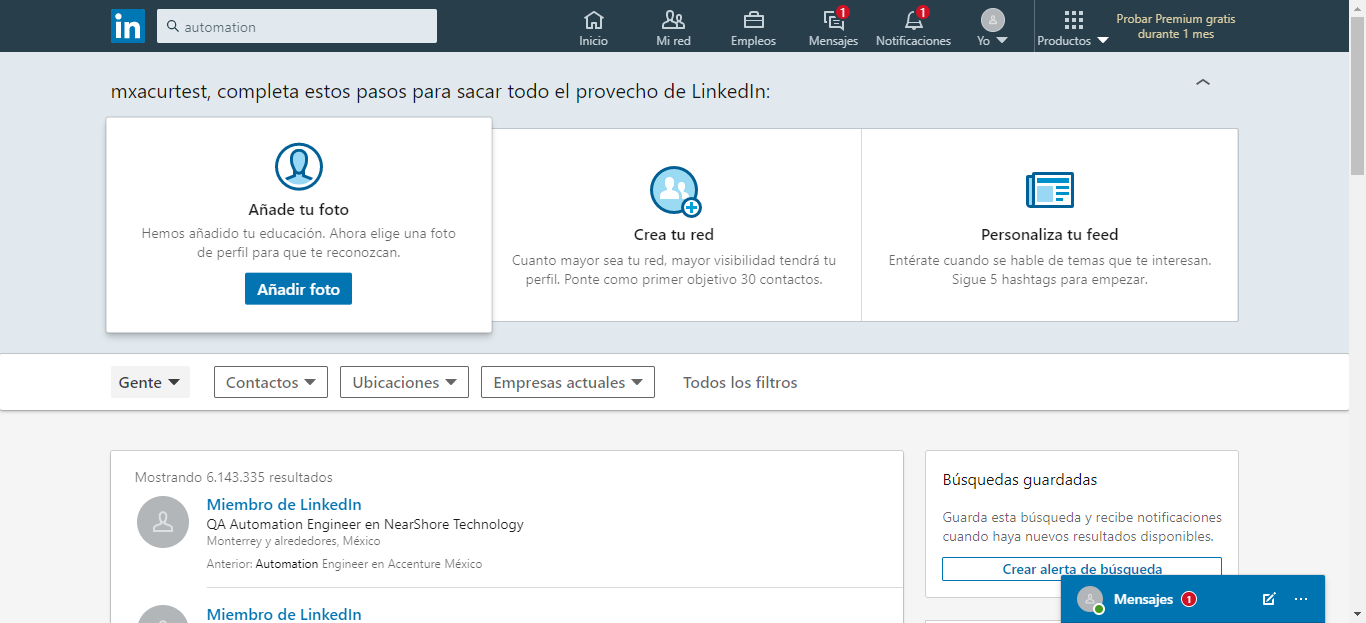 in
automation
Inicio
Mi red
Empleos
1
Mensajes
1
Notificaciones
Yo
Productos
Probar Premium gratis
durante 1 mes
mxacurtest, completa estos pasos para sacar todo el provecho de LinkedIn:
Añade tu foto
Hemos añadido tu educación. Ahora elige una foto
de perfil para que te reconozcan.
Añadir foto
Crea tu red
Cuanto mayor sea tu red, mayor visibilidad tendrá tu
perfil. Ponte como primer objetivo 30 contactos.
Personaliza tu feed
Entérate cuando se hable de temas que te interesan.
Sigue 5 hashtags para empezar.
Gente
Contactos
Ubicaciones
Empresas actuales
Todos los filtros
Mostrando 6.143.335 resultados
Miembro de LinkedIn
QA Automation Engineer en NearShore Technology
Monterrey y alrededores, México
Anterior: Automation Engineer en Accenture México
Miembro de LinkedIn
Búsquedas guardadas
Guarda esta búsqueda y recibe notificaciones
cuando haya nuevos resultados disponibles.
Crear alerta de búsqueda
Mensajes 1